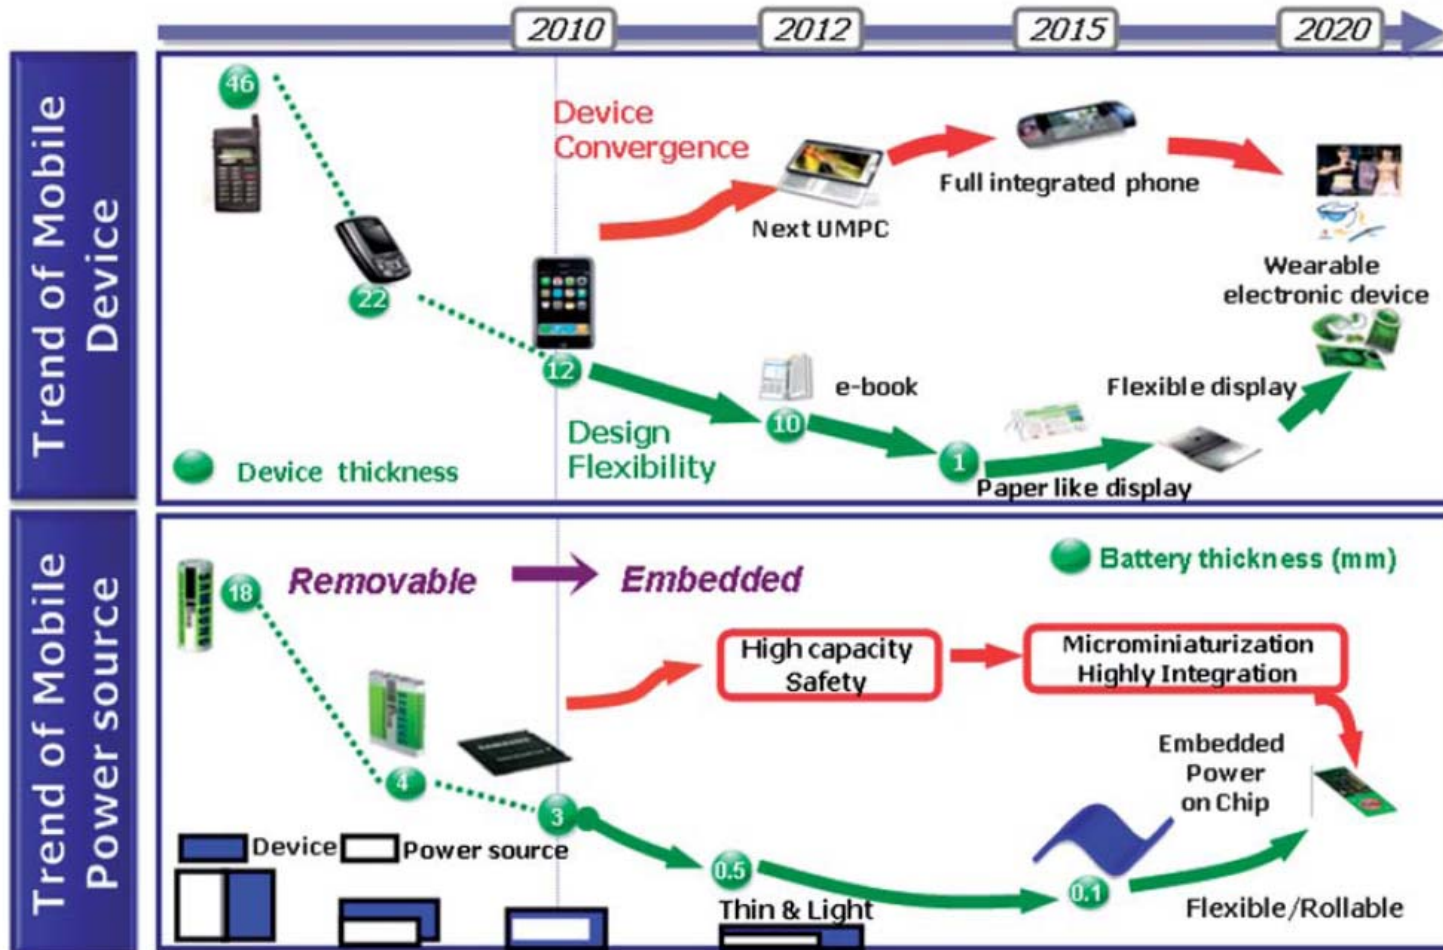 2010
2012
2015
2020
Trend of Mobile
Device
46
22
12
Device
Convergence
Next UMPC
Full integrated phone
Wearable
electronic device
10
e-book
1
Paper like display
Flexible display
Design
Flexibility
Device thickness
Trend of Mobile
Power source
18
Removable
Embedded
Battery thickness (mm)
4
3
High capacity
Safety
Microminiaturization
Highly Integration
Embedded
Power
on Chip
Device
Power source
0.5
Thin & Light
0.1
Flexible/Rollable